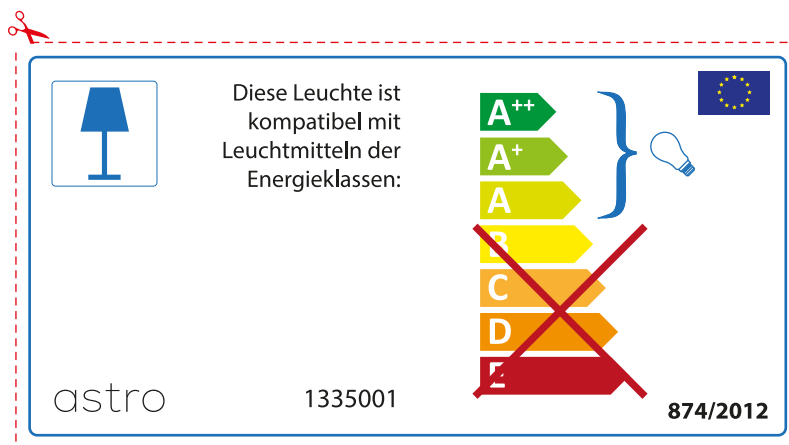 Diese Leuchte ist
kompatibel mit
Leuchtmitteln der
Energieklassen:
A++
A+
A
B
C
D
E
astro
1335001
874/2012